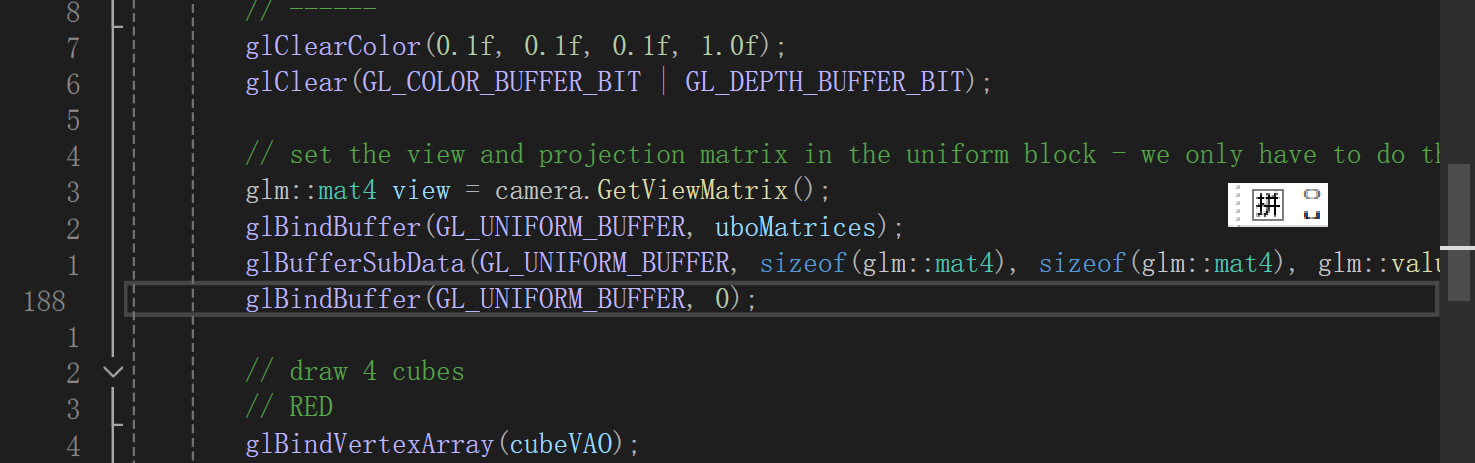 8 // ------
7 glClearColor(0.1f, 0.1f, 0.1f, 1.0f);
6 glClear(GL_COLOR_BUFFER_BIT | GL_DEPTH_BUFFER_BIT);
5
4 // set the view and projection matrix in the uniform block - we only have to do th
3 glm::mat4 view = camera.GetViewMatrix();
拼
2 glBindBuffer(GL_UNIFORM_BUFFER, uboMatrices);
1 glBufferSubData(GL_UNIFORM_BUFFER, sizeof(glm::mat4), sizeof(glm::mat4), glm::valu
188 glBindBuffer(GL_UNIFORM_BUFFER, 0);
1
2 // draw 4 cubes
3 // RED
4 glBindVertexArray(cubeVAO);